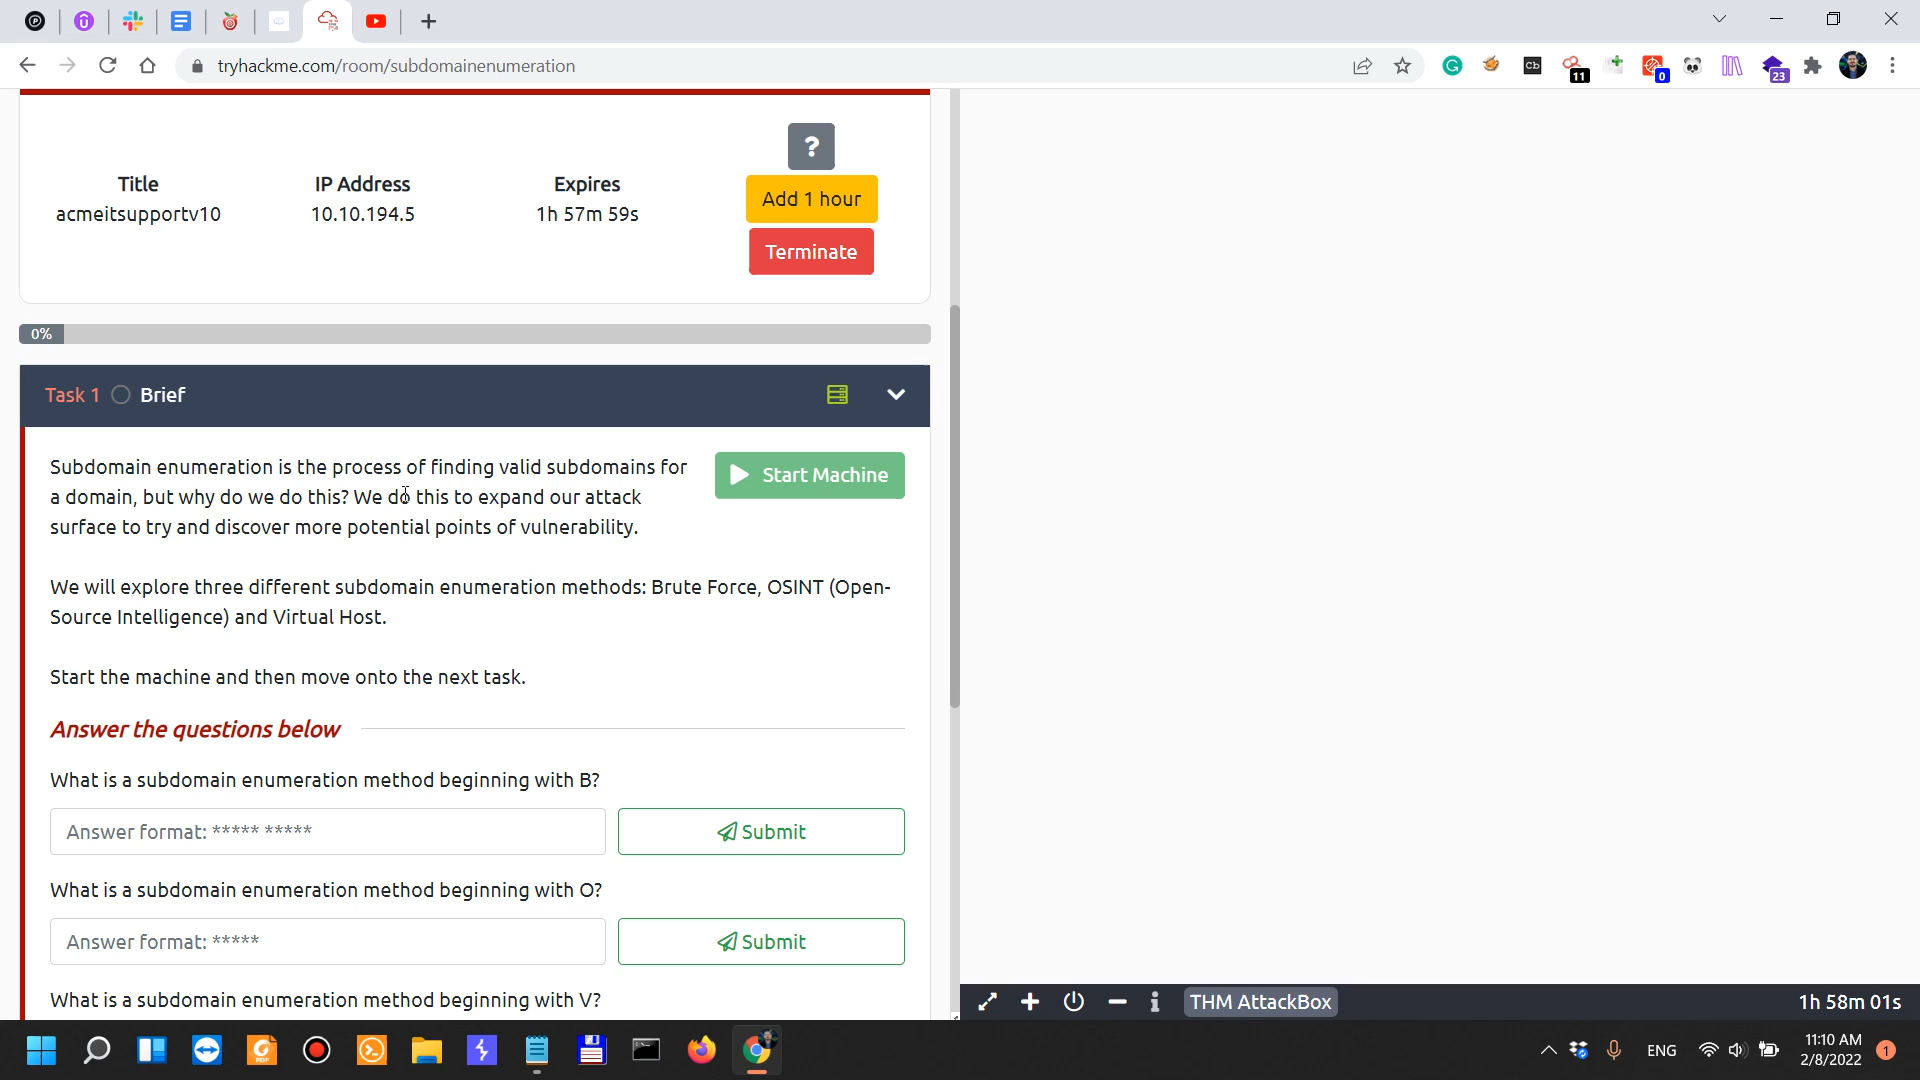 tryhackme.com/room/subdomainenumeration
Cb
11
0
23
?
Title
IP Address
Expires
acmeitsupportv10
10.10.194.5
1h 57m 59s
Add 1 hour
Terminate
0%
Task 1
Brief
Subdomain enumeration is the process of finding valid subdomains for
a domain, but why do we do this? We do this to expand our attack
surface to try and discover more potential points of vulnerability.
Start Machine
We will explore three different subdomain enumeration methods: Brute Force, OSINT (Open-
Source Intelligence) and Virtual Host.
Start the machine and then move onto the next task.
Answer the questions below
What is a subdomain enumeration method beginning with B?
Answer format: ***** *****
Submit
What is a subdomain enumeration method beginning with O?
Answer format: *****
Submit
What is a subdomain enumeration method beginning with V?
THM AttackBox
1h 58m 01s
PDF
ENG
11:10 AM
2/8/2022
1